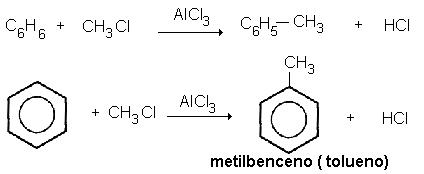 C6H6 + CH3Cl AlCl3 C6H5—CH3 + HCl
CH3
+ CH3Cl AlCl3 + HCl
metilbenceno ( tolueno)